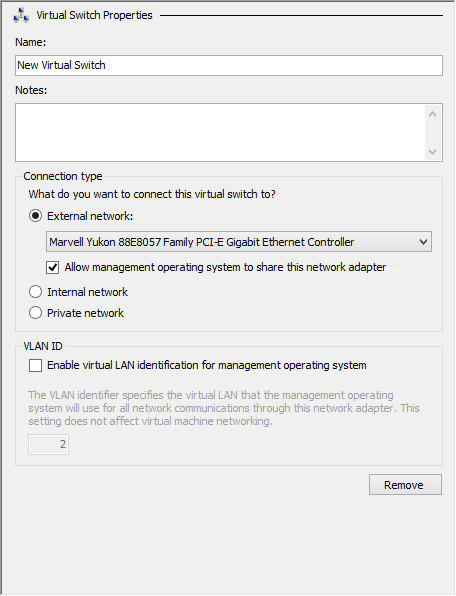 Virtual Switch Properties
Name:
New Virtual Switch
Notes:
Connection type
What do you want to connect this virtual switch to?
External network:
Marvell Yukon 88E8057 Family PCI-E Gigabit Ethernet Controller
Allow management operating system to share this network adapter
Internal network
Private network
VLAN ID
Enable virtual LAN identification for management operating system
The VLAN identifier specifies the virtual LAN that the management operating
system will use for all network communications through this network adapter. This
setting does not affect virtual machine networking.
2
Remove